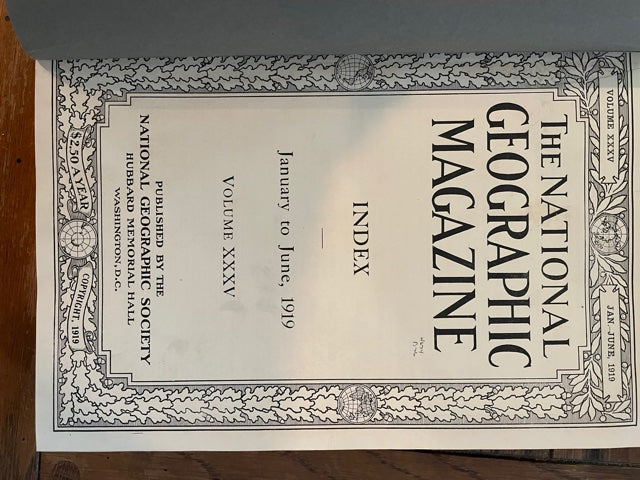 VOLUME XXXV
JAN.-JUNE, 1919
THE NATIONAL
GEOGRAPHIC
MAGAZINE
INDEX
January to June, 1919
VOLUME XXXV
PUBLISHED BY THE
NATIONAL GEOGRAPHIC SOCIETY
HUBBARD MEMORIAL HALL
WASHINGTON, D.C.
$2.50 A YEAR
COPYRIGHT, 1919